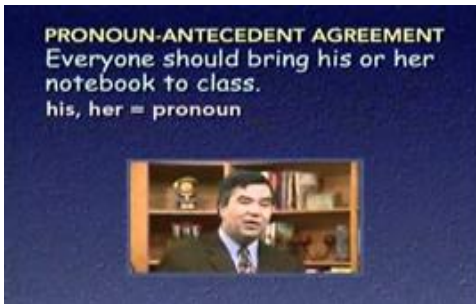 PRONOUN-ANTECEDENT AGREEMENT
Everyone should bring his or her
notebook to class.
his, her = pronoun